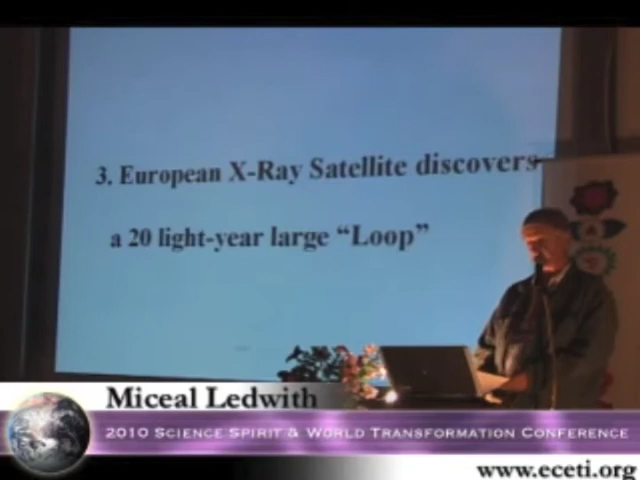 3. European X-Ray Satellite discovers
a 20 light-year large “Loop”
Miceal Ledwith
2010 SCIENCE SPIRIT & WORLD TRANSFORMATION CONFERENCE
www.eceti.org